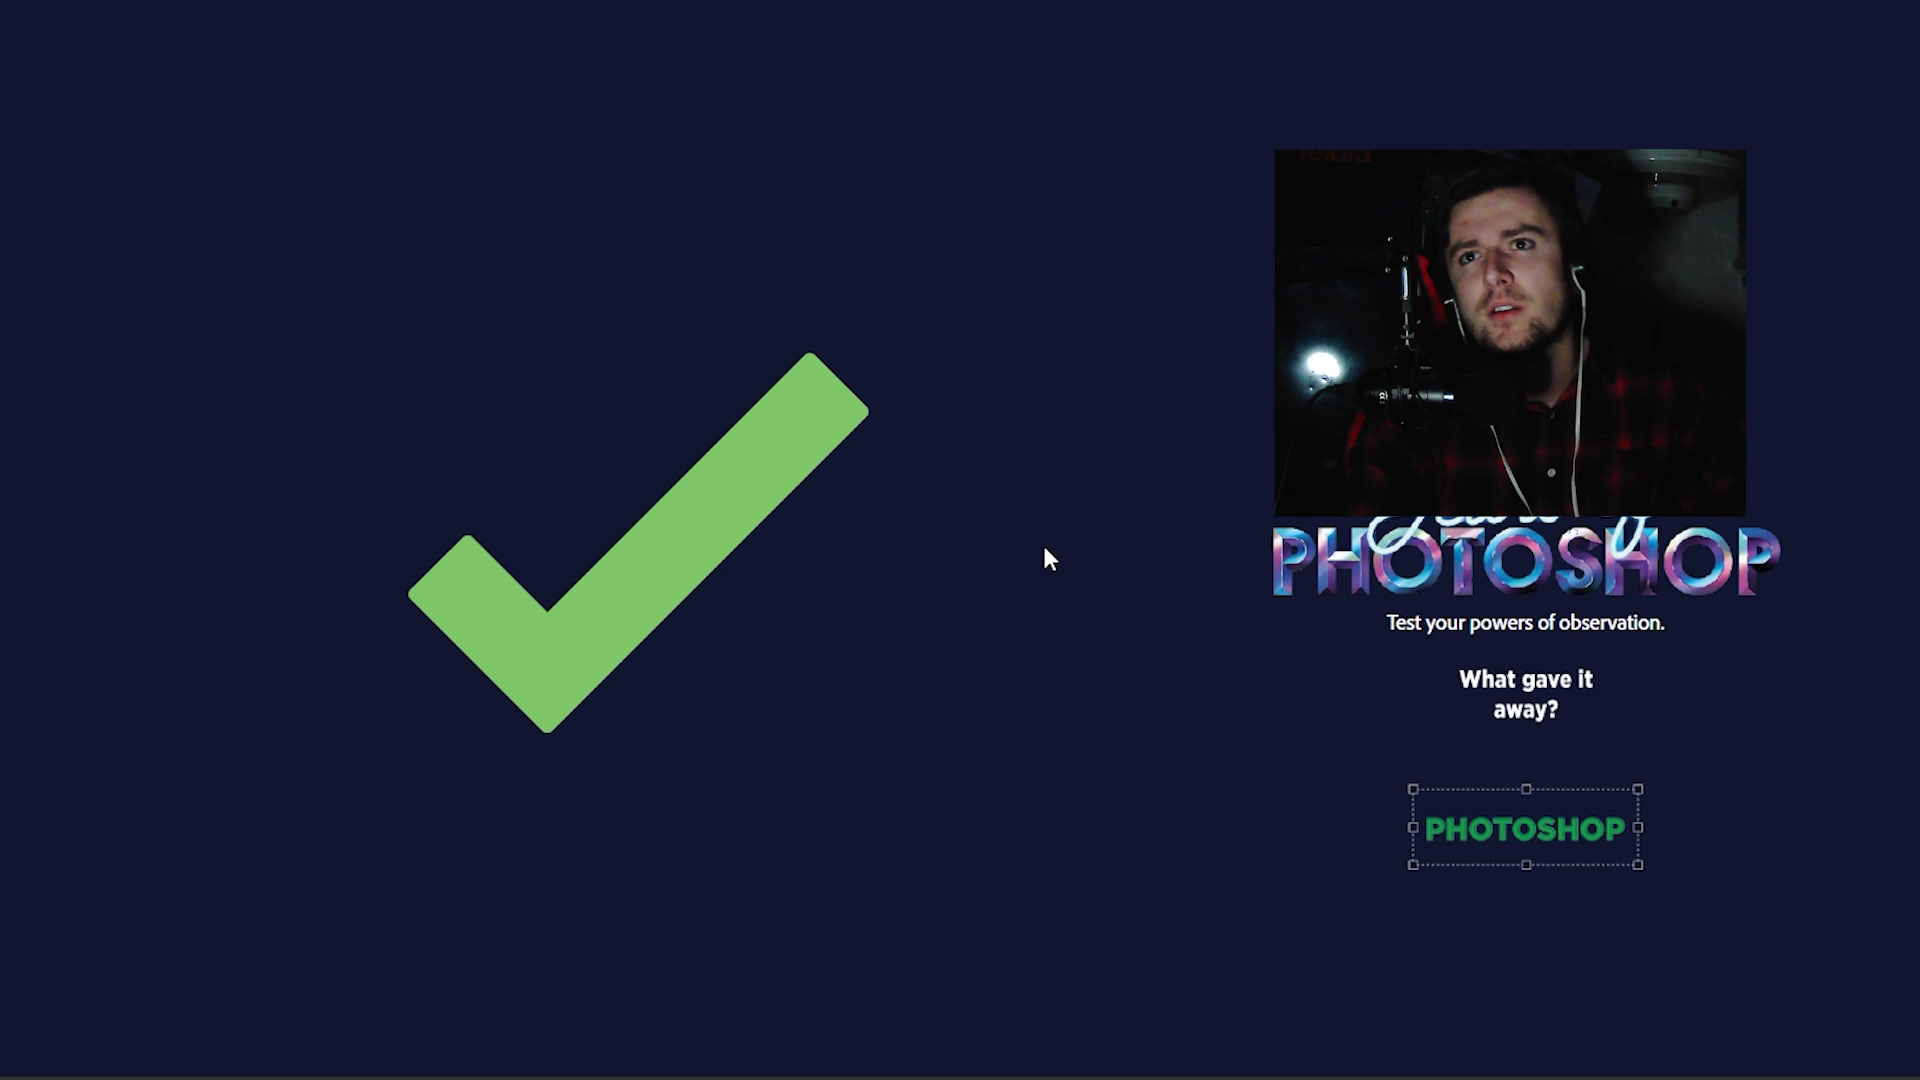 PHOTOSHOP
Test your powers of observation.
What gave it
away?
PHOTOSHOP